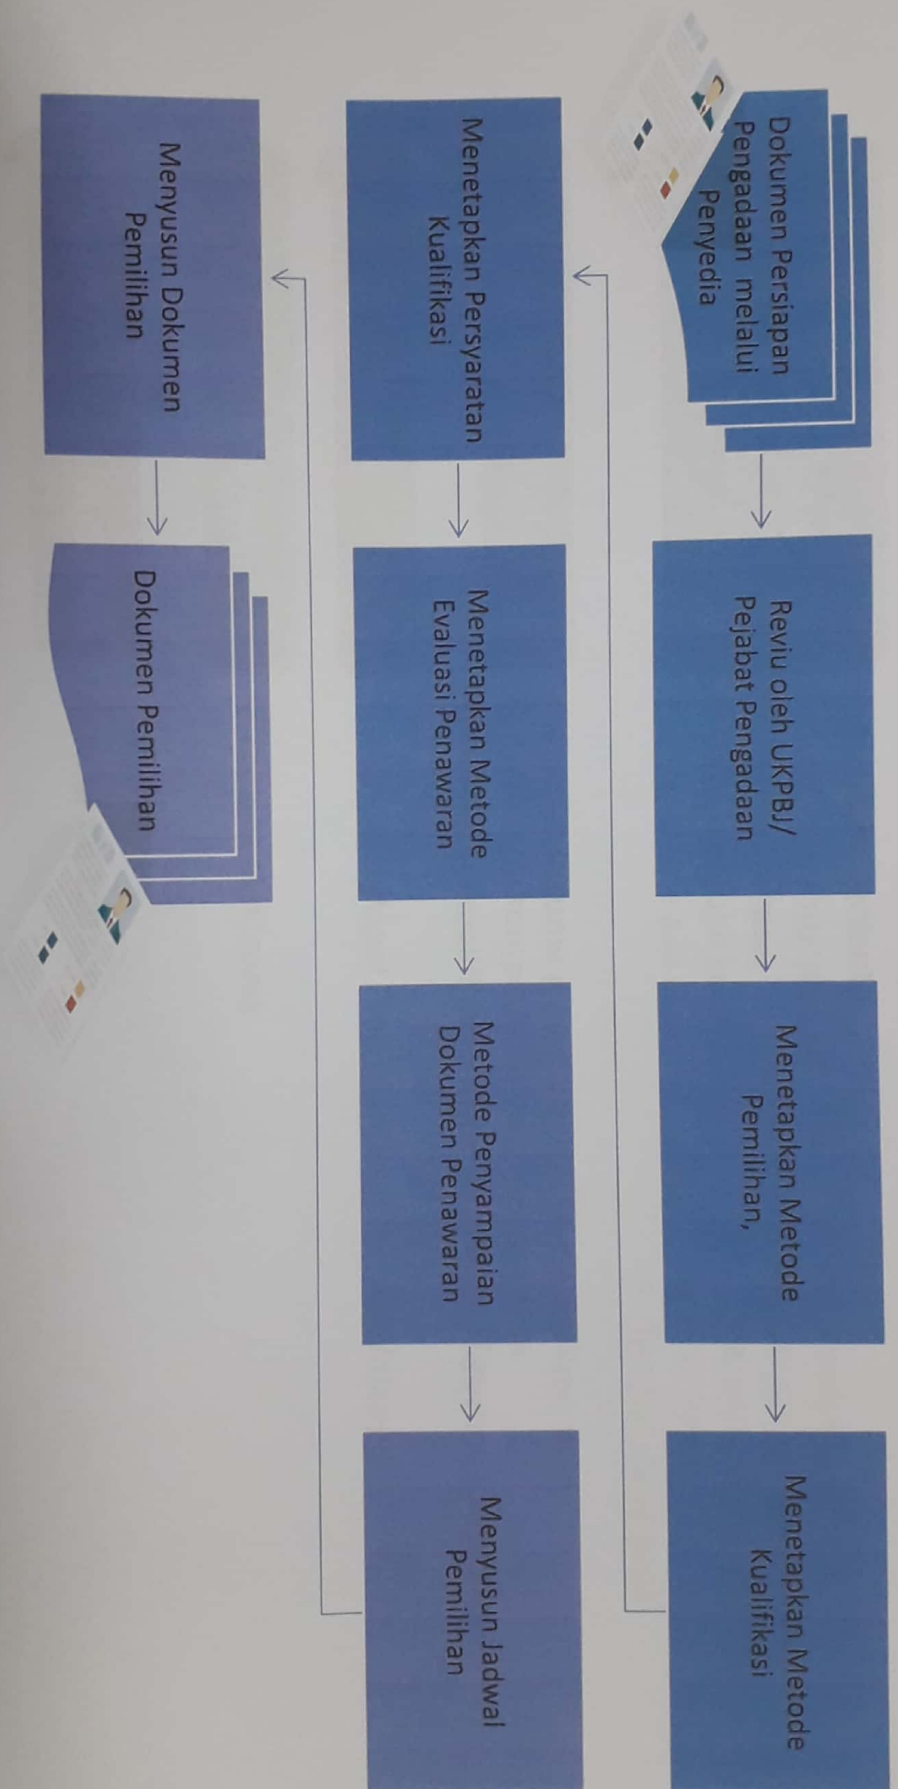 Dokumen Persiapan
Pengadaan melalui
Penyedia
Reviu oleh UKPBJ/
Pejabat Pengadaan
Menetapkan Metode
Pemilihan,
Menetapkan Metode
Kualifikasi
Menetapkan Persyaratan
Kualifikasi
Menetapkan Metode
Evaluasi Penawaran
Metode Penyampaian
Dokumen Penawaran
Menyusun Jadwal
Pemilihan
Menyusun Dokumen
Pemilihan
Dokumen Pemilihan